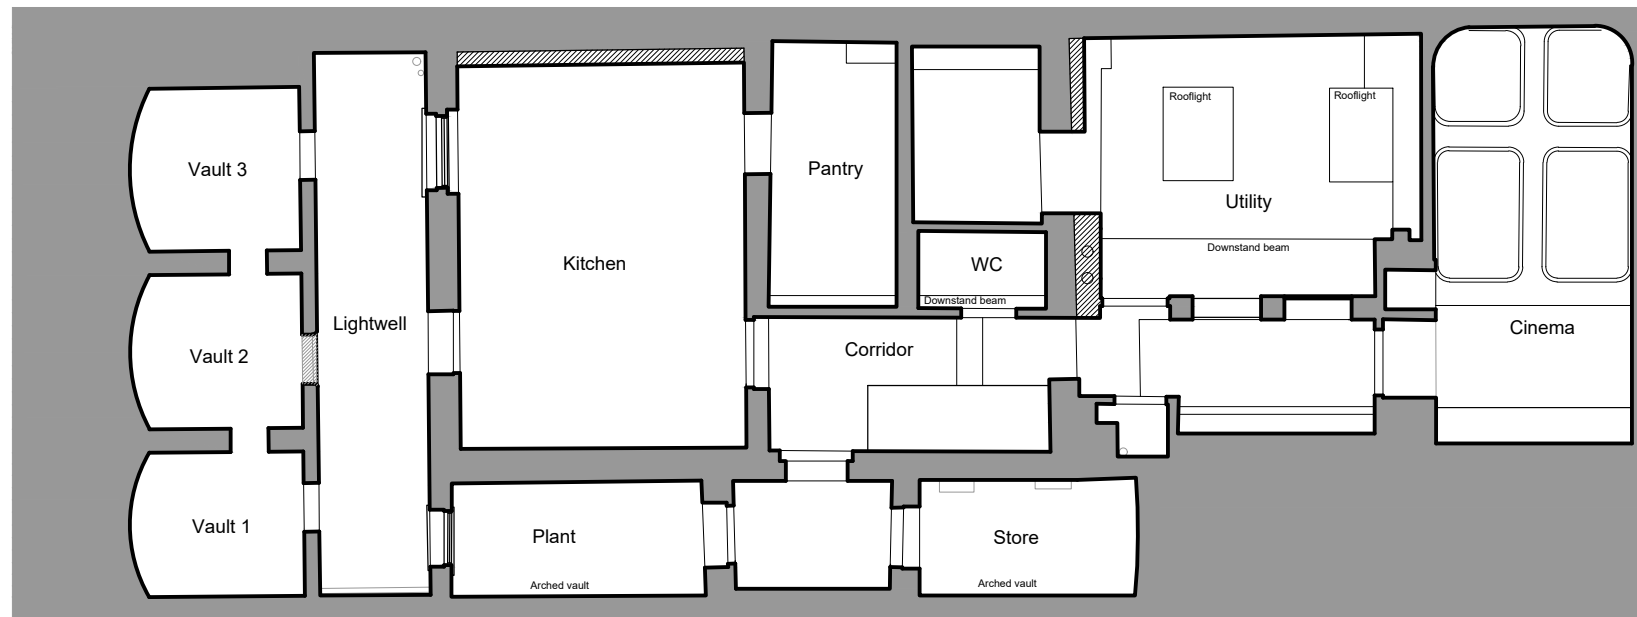 Rooflight
Rooflight
Vault 3
Pantry
Utility
Downstand beam
Kitchen
WC
Downstand beam
Lightwell
Cinema
Corridor
Vault 2
Vault 1
Plant
Store
Arched vault
Arched vault